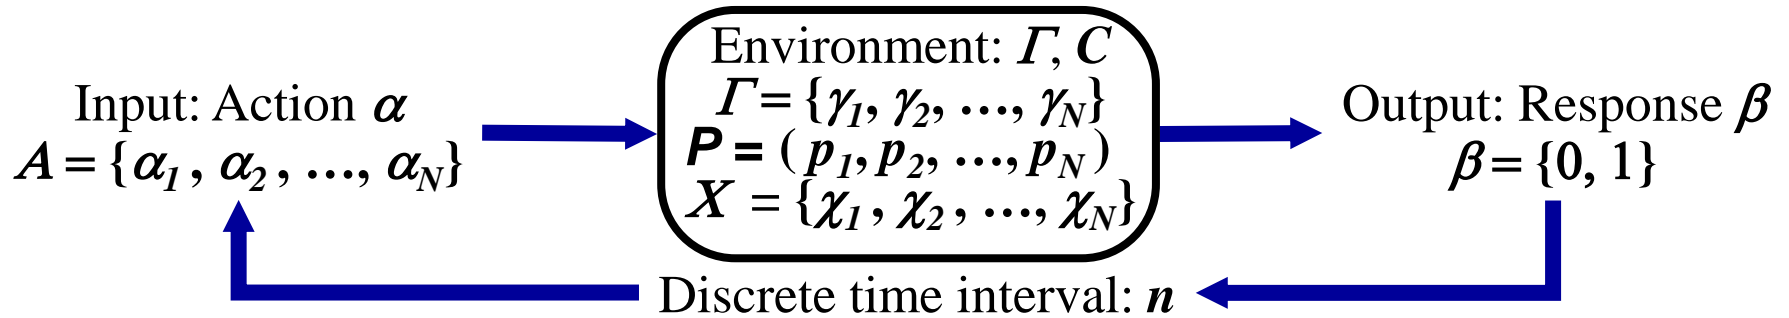 Input: Action α
A = {α1 , α2 , …, αN}
Environment: Γ, C
Γ = {γ1, γ2, …, γN}
P = ( p1, p2, …, pN )
X = {χ1 , χ2 , …, χN}
Output: Response β
β = {0, 1}
Discrete time interval: n